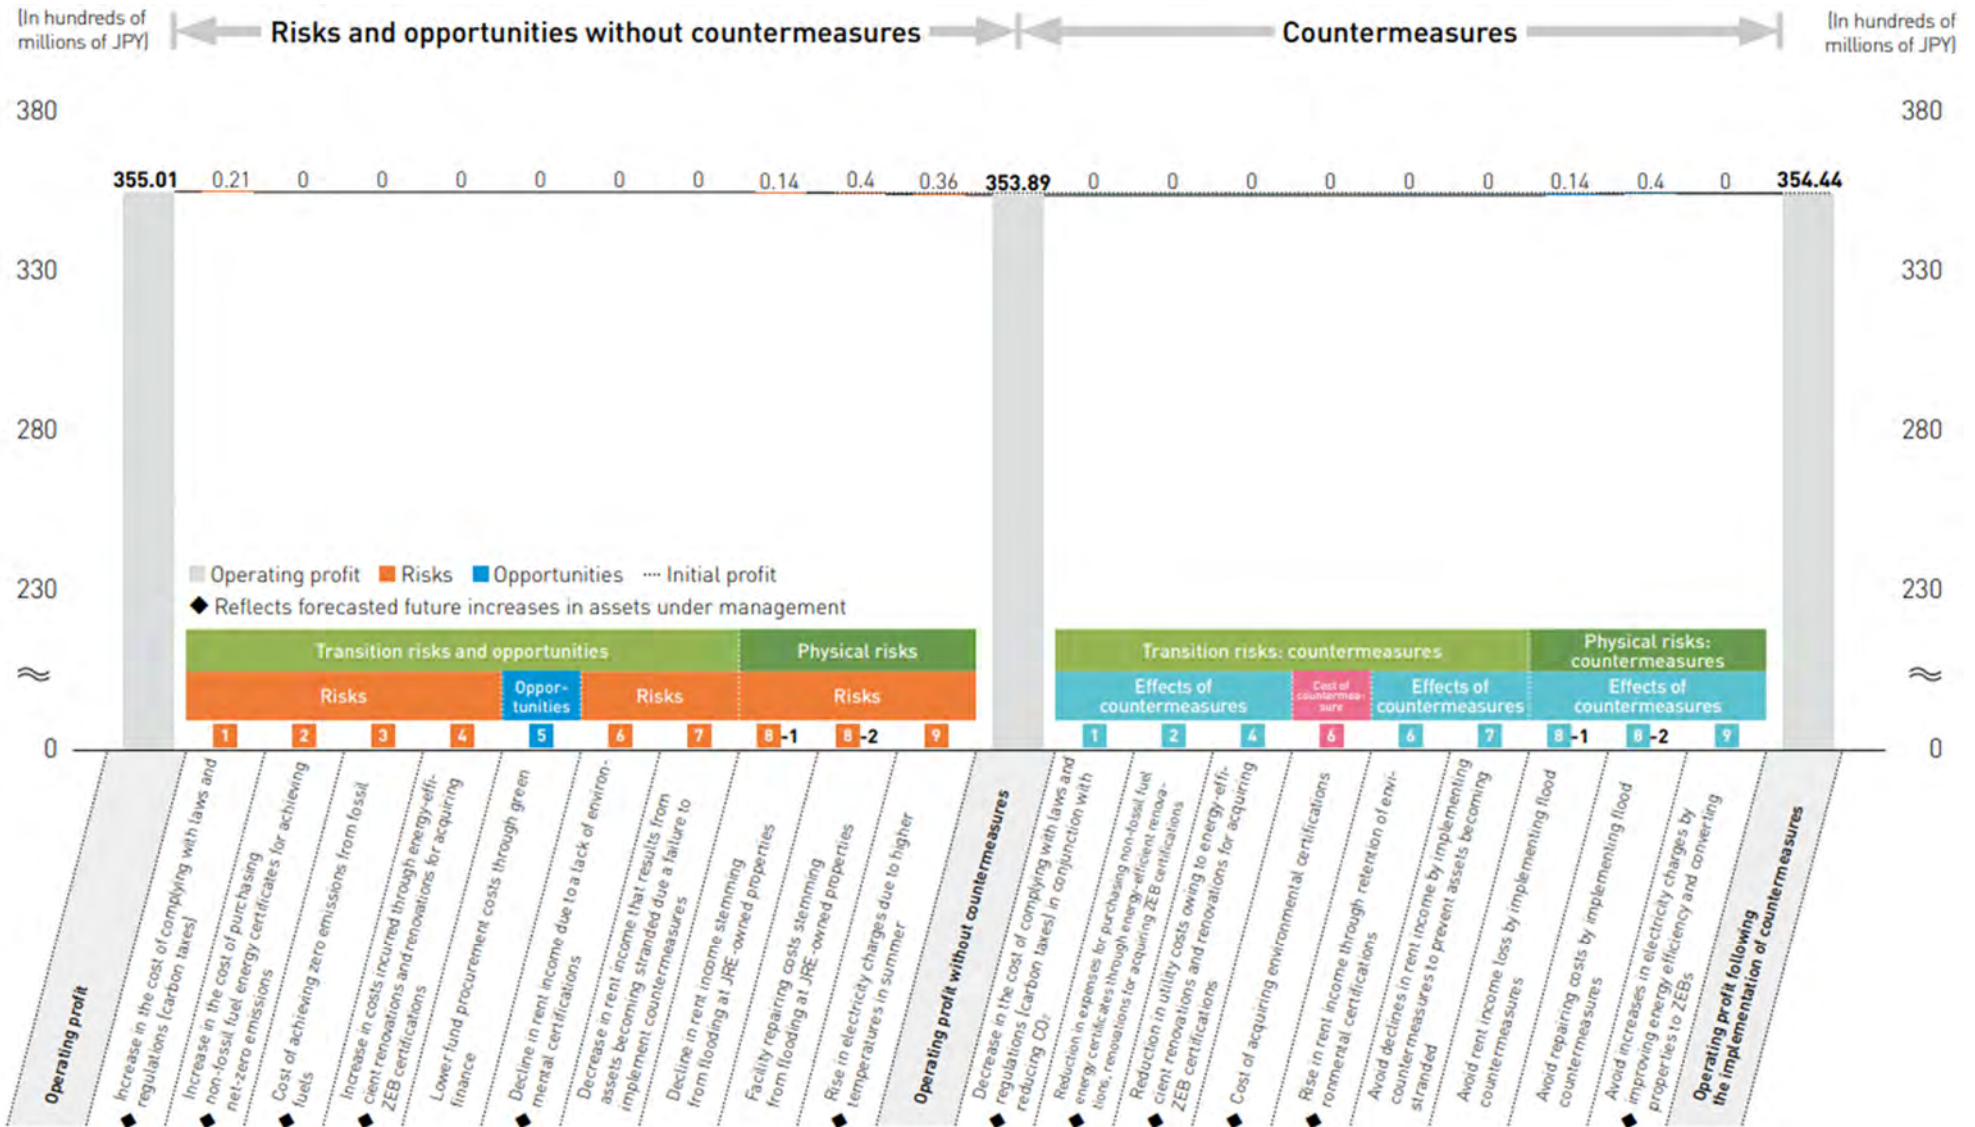 (In hundreds of
millions of JPY)
Risks and opportunities without countermeasures
Countermeasures
(In hundreds of
millions of JPY)
380
380
355.01 0.21 0 0 0 0 0 0 0.14 0.4 0.36 353.89 0 0 0 0 0 0 0.14 0.4 0 354.44
330
330
280
280
Operating profit Risks Opportunities Initial profit
230
230
Reflects forecasted future increases in assets under management
Transition risks and opportunities
Physical risks
Transition risks: countermeasures
Physical risks:
countermeasures
Risks
Oppor-
tunities
Risks
Risks
Effects of
countermeasures
Cost of
countermea-
sure
Effects of
countermeasures
Effects of
countermeasures
1 2 3 4 5 6 7 8-1 8-2 9
1 2 4 6 6 7 8-1 8-2 9
0
0
Operating profit
Increase in the cost of complying with laws and
regulations (carbon taxes)
Increase in the cost of purchasing
non-fossil fuel energy certificates for achieving
net-zero emissions
Cost of achieving zero emissions from fossil
fuels
Increase in costs incurred through energy-effi-
cient renovations and renovations for acquiring
ZEB certifications
Lower fund procurement costs through green
finance
Decline in rent income due to a lack of environ-
mental certifications
Decrease in rent income that results from
assets becoming stranded due a failure to
implement countermeasures
Decline in rent income stemming
from flooding at JRE-owned properties
Facility repairing costs stemming
from flooding at JRE-owned properties
Rise in electricity charges due to higher
temperatures in summer
Operating profit without countermeasures
Decrease in the cost of complying with laws and
regulations (carbon taxes) in conjunction with
reducing CO₂
Reduction in expenses for purchasing non-fossil fuel
energy certificates through energy-efficient renova-
tions, renovations for acquiring ZEB certifications
Reduction in utility costs owing to energy-effi-
cient renovations and renovations for acquiring
ZEB certifications
Cost of acquiring environmental certifications
Rise in rent income through retention of envi-
ronmental certifications
Avoid declines in rent income by implementing
countermeasures to prevent assets becoming
stranded
Avoid rent income loss by implementing flood
countermeasures
Avoid repairing costs by implementing flood
countermeasures
Avoid increases in electricity charges by
improving energy efficiency and converting
properties to ZEBs
Operating profit following
the implementation of countermeasures